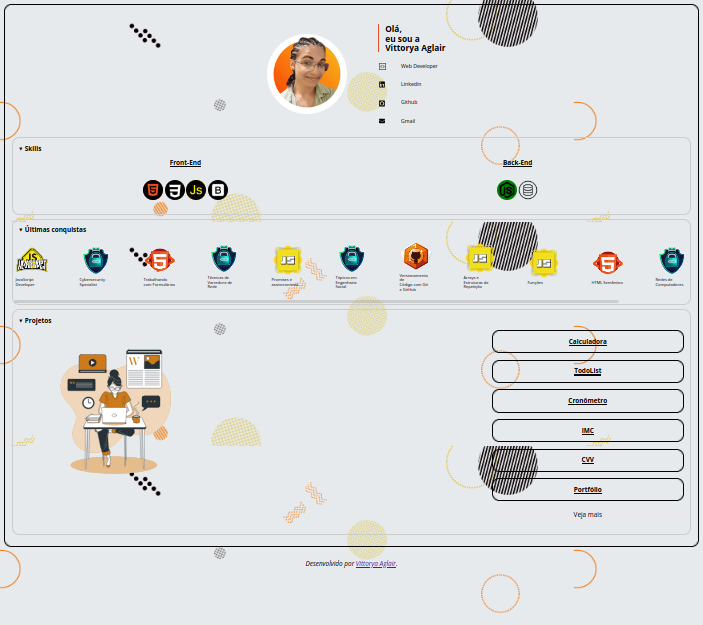 Olá,
eu sou a
Vittorya Aglair
Web Developer
Linkedin
Github
Gmail
▾ Skills
Front-End
Back-End
Js
B
▾ Últimas conquistas
JavaScript Developer
Cybersecurity Specialist
Trabalhando com Formulários
Técnicas de Varredura de Rede
Promises e assincronismo
Tópicos em Engenharia Social
Versionamento de Código com Git e GitHub
Arrays e Estruturas de Repetição
Funções
HTML Semântico
Redes de Computadores
▾ Projetos
Calculadora
TodoList
Cronômetro
IMC
CVV
Portfólio
Veja mais
Desenvolvido por Vittorya Aglair.